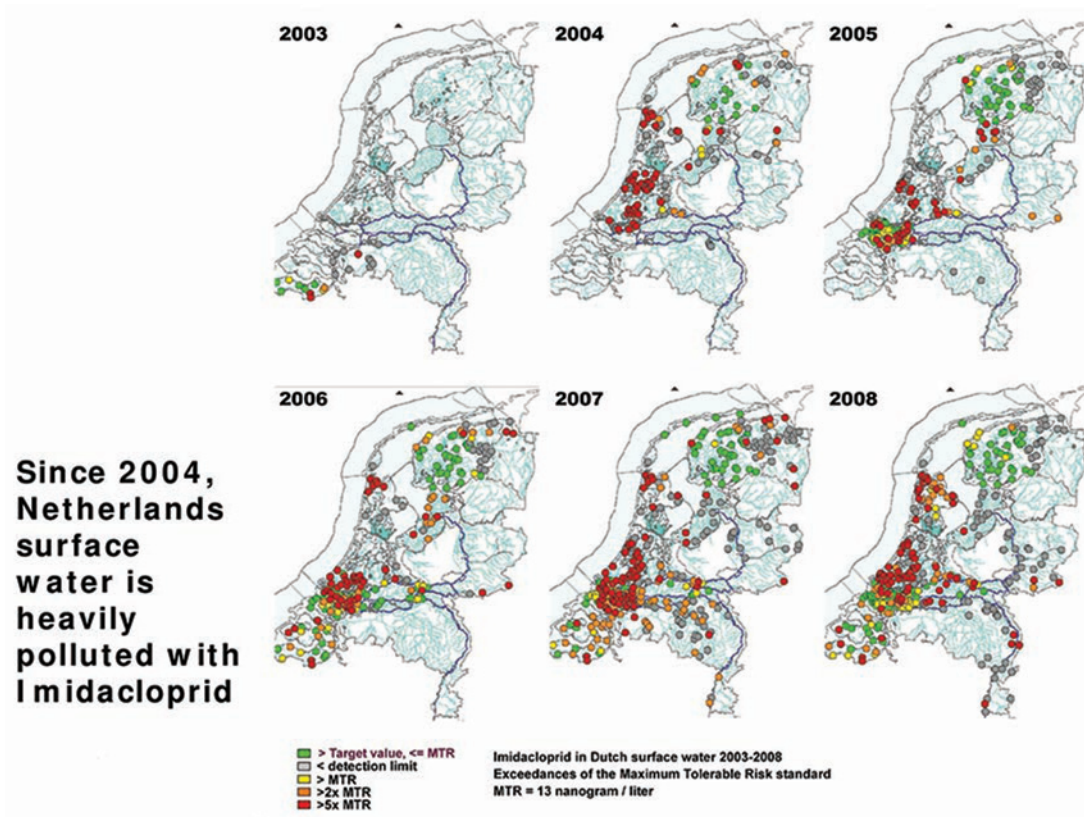 2003
2004
2005
2006
2007
2008
Since 2004,
Netherlands
surface
water is
heavily
polluted with
Imidacloprid
> Target value, <= MTR
< detection limit
> MTR
>2x MTR
>5x MTR
Imidacloprid in Dutch surface water 2003-2008
Exceedances of the Maximum Tolerable Risk standard
MTR = 13 nanogram / liter